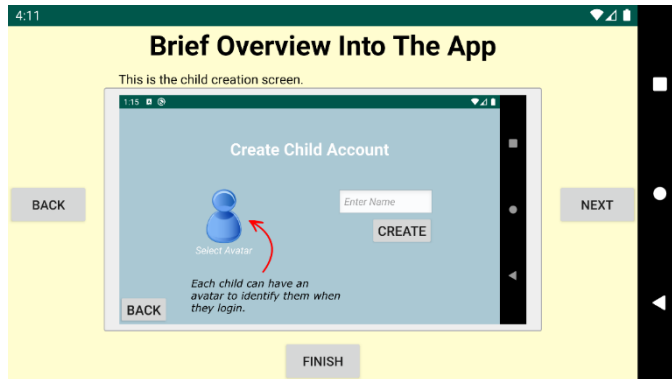 4:11
Brief Overview Into The App
This is the child creation screen.
1:15
Create Child Account
Enter Name
CREATE
Select Avatar
Each child can have an
avatar to identify them when
they login.
BACK
BACK
NEXT
FINISH